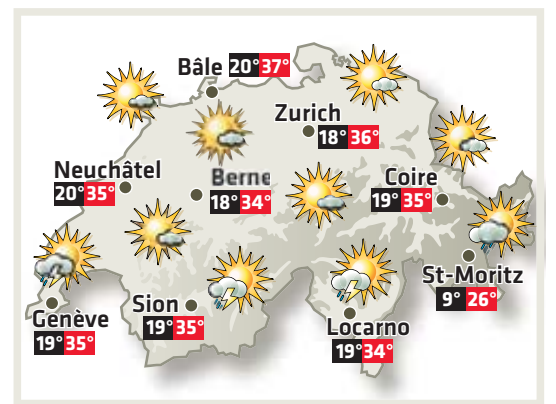 Bâle 20° 37°
Zurich
18° 36°
Neuchâtel
20° 35°
Berne
18° 34°
Coire
19° 35°
St-Moritz
9° 26°
Genève
19° 35°
Sion
19° 35°
Locarno
19° 34°